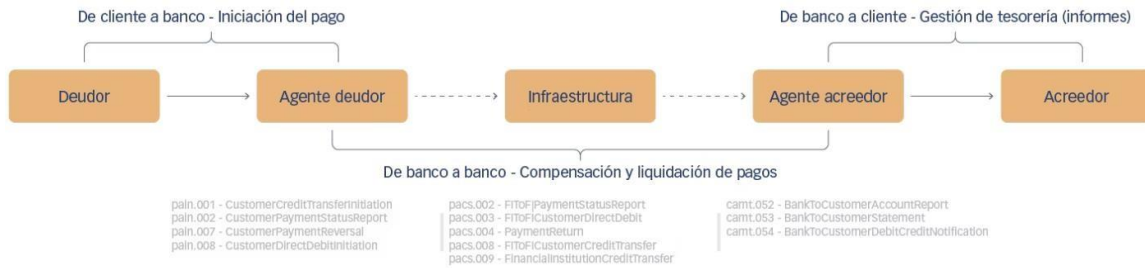 De cliente a banco - Iniciación del pago
De banco a cliente - Gestión de tesorería (informes)
Deudor
Agente deudor
Infraestructura
Agente acreedor
Acreedor
De banco a banco - Compensación y liquidación de pagos
pain.001 - CustomerCreditTransferInitiation
pain.002 - CustomerPaymentStatusReport
pain.007 - CustomerPaymentReversal
pain.008 - CustomerDirectDebitInitiation
pacs.002 - FIToFIPaymentStatusReport
pacs.003 - FIToFICustomerDirectDebit
pacs.004 - PaymentReturn
pacs.008 - FIToFICustomerCreditTransfer
pacs.009 - FinancialInstitutionCreditTransfer
camt.052 - BankToCustomerAccountReport
camt.053 - BankToCustomerStatement
camt.054 - BankToCustomerDebitCreditNotification